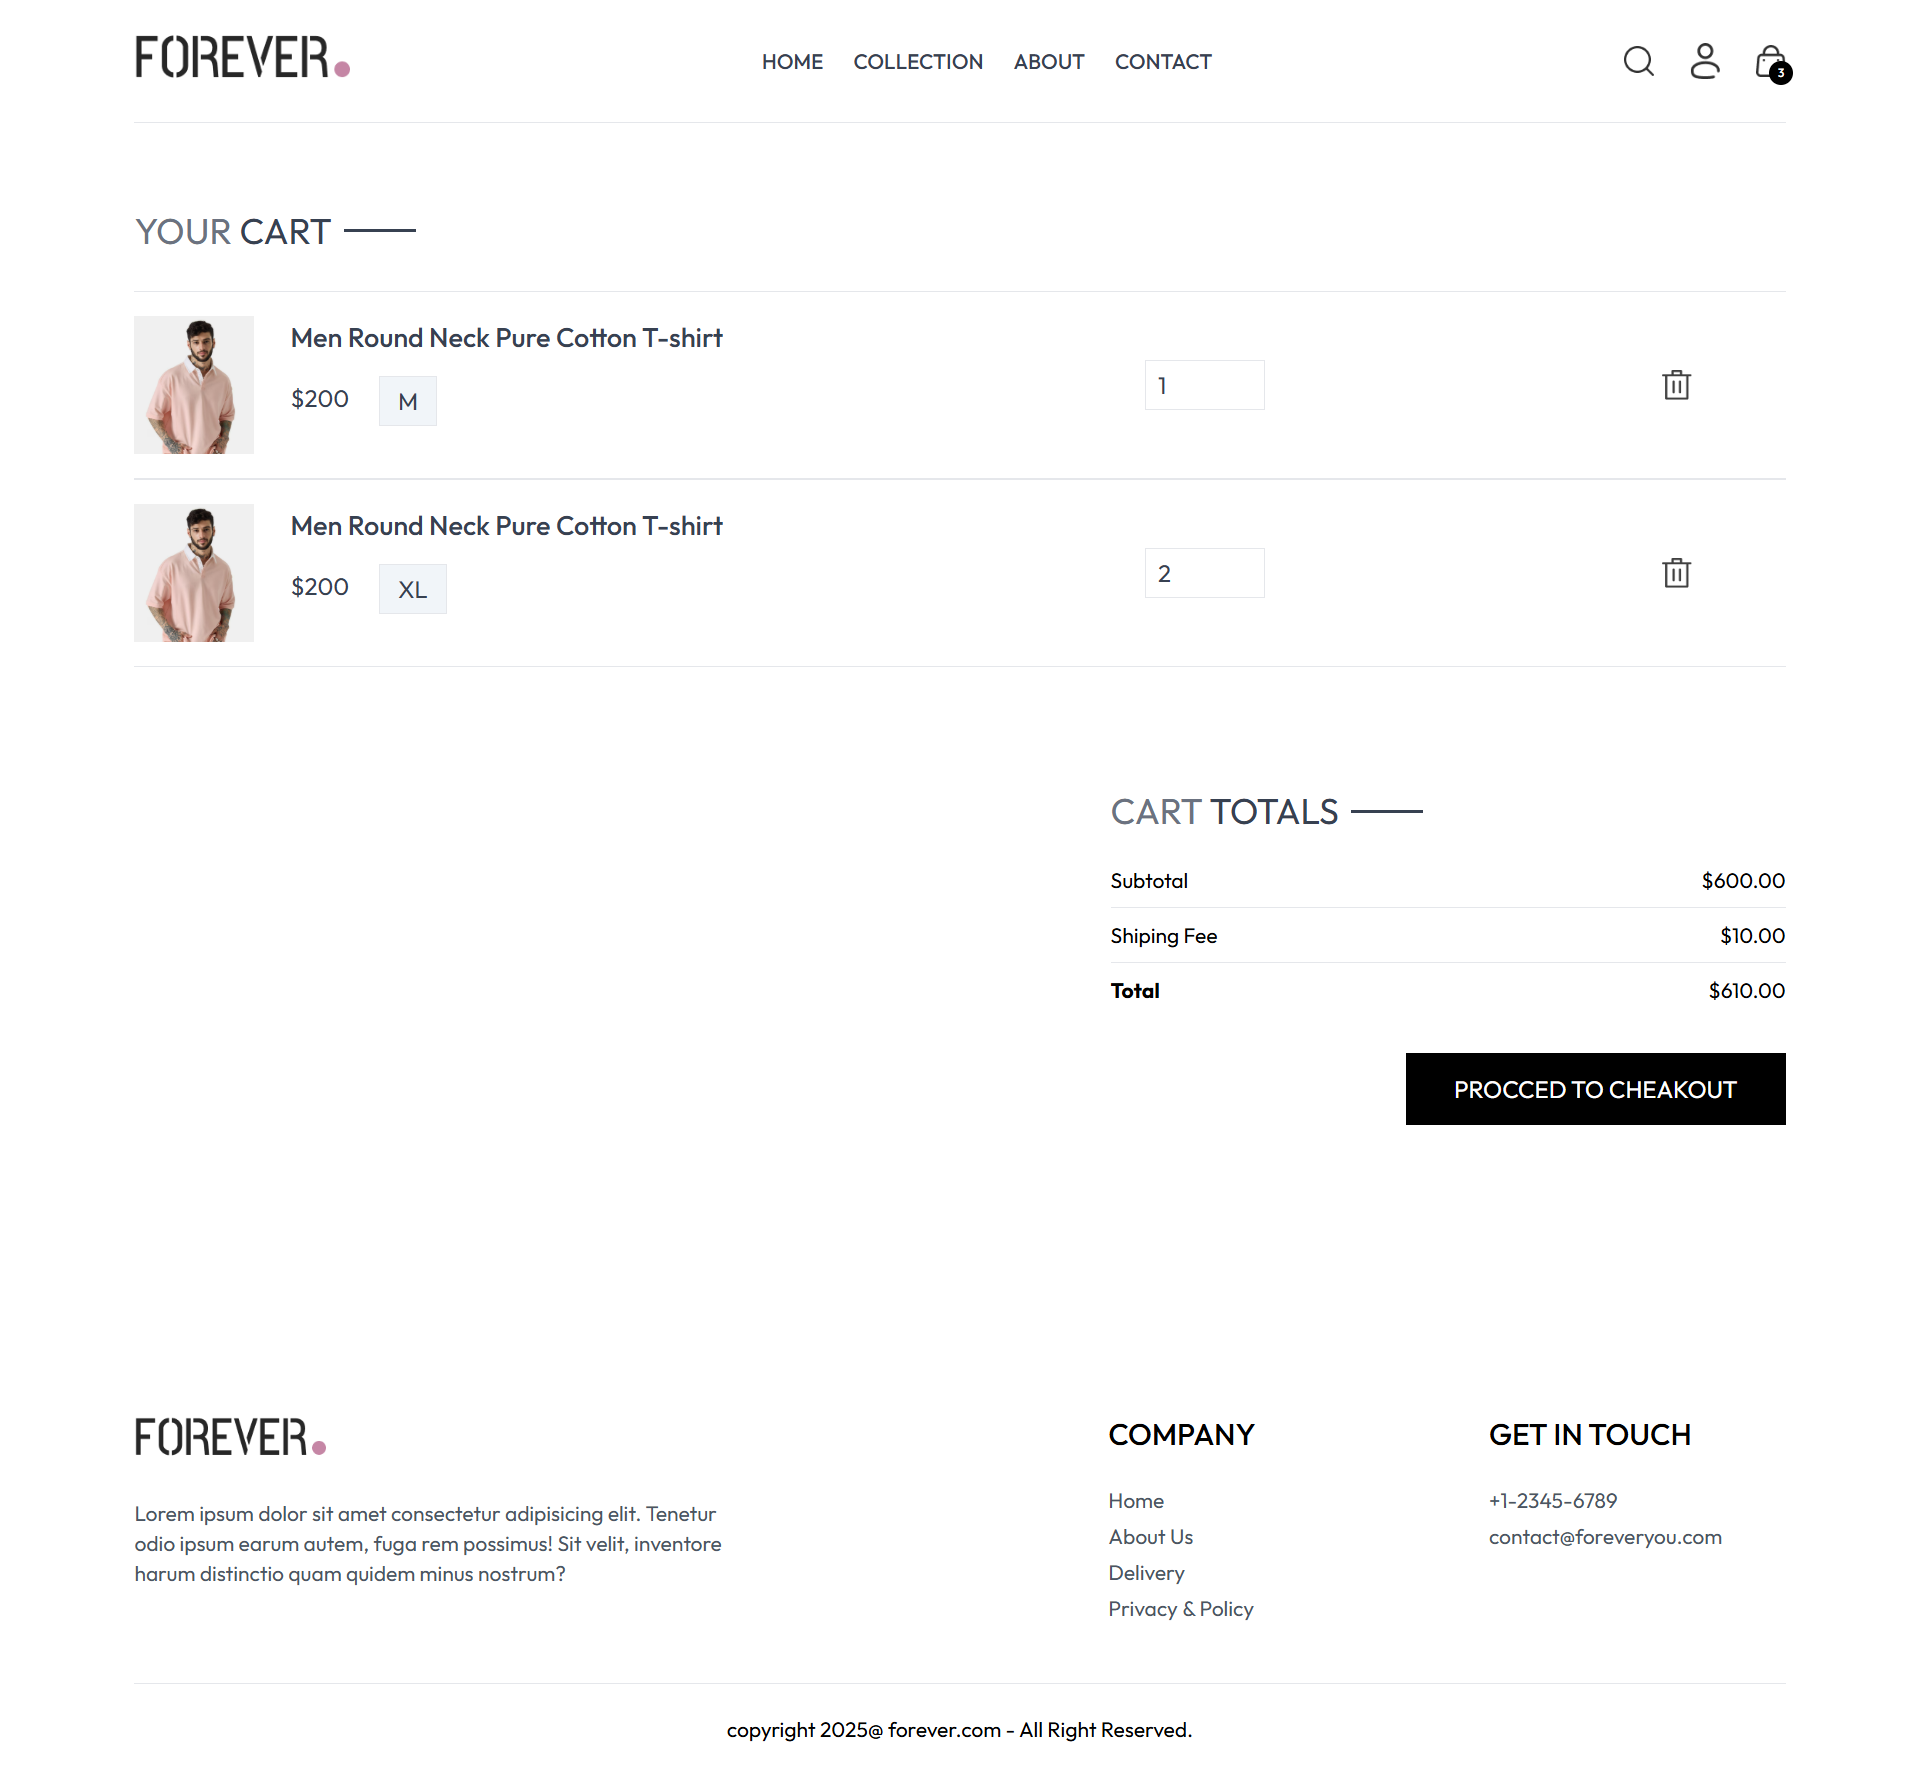 FOREVER.
HOME COLLECTION ABOUT CONTACT
3
YOUR CART
Men Round Neck Pure Cotton T-shirt
$200 M
1
Men Round Neck Pure Cotton T-shirt
$200 XL
2
CART TOTALS
Subtotal $600.00
Shiping Fee $10.00
Total $610.00
PROCCED TO CHEAKOUT
FOREVER.
Lorem ipsum dolor sit amet consectetur adipisicing elit. Tenetur
odio ipsum earum autem, fuga rem possimus! Sit velit, inventore
harum distinctio quam quidem minus nostrum?
COMPANY
Home
About Us
Delivery
Privacy & Policy
GET IN TOUCH
+1-2345-6789
contact@foreveryou.com
copyright 2025@ forever.com - All Right Reserved.